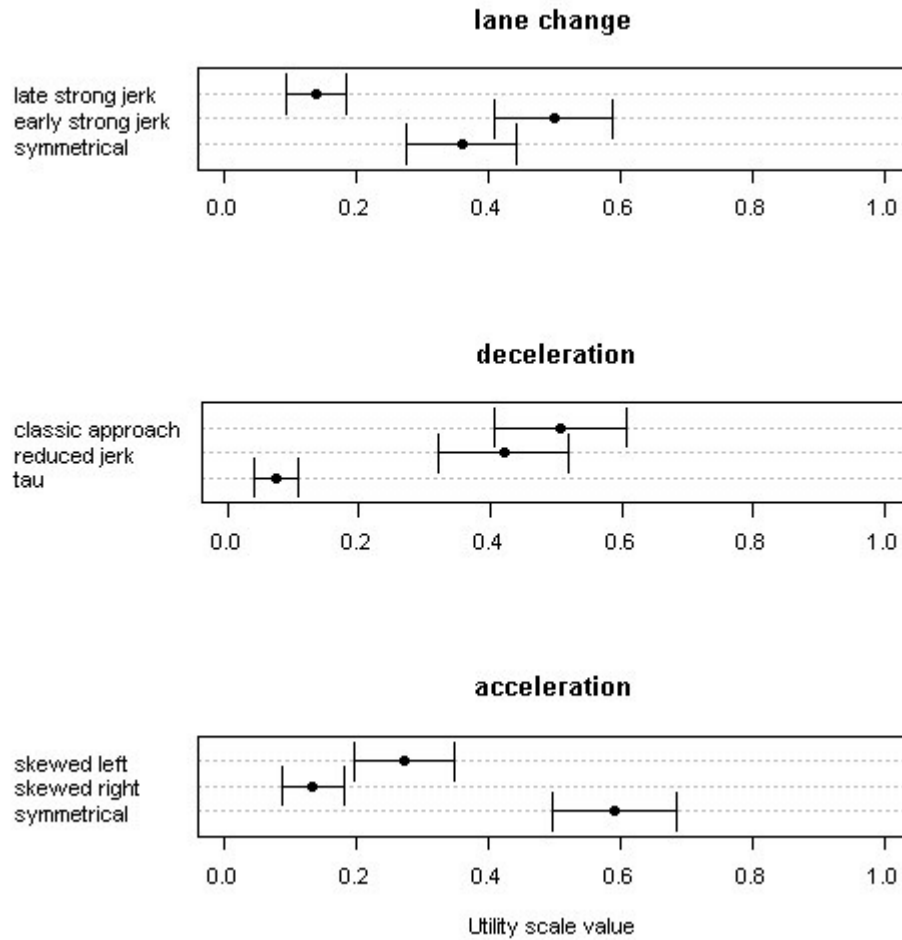 lane change
late strong jerk
early strong jerk
symmetrical
0.0 0.2 0.4 0.6 0.8 1.0
deceleration
classic approach
reduced jerk
tau
0.0 0.2 0.4 0.6 0.8 1.0
acceleration
skewed left
skewed right
symmetrical
0.0 0.2 0.4 0.6 0.8 1.0
Utility scale value